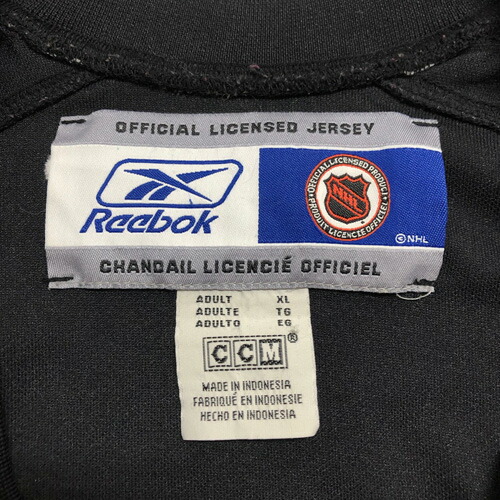 OFFICIAL LICENSED JERSEY
Reebok
OFFICIAL LICENSED PRODUCT
NHL
PRODUIT LICENCIÉ OFFICIEL
©NHL
CHANDAIL LICENCIÉ OFFICIEL
ADULT XL
ADULTE TG
ADULTO EG
CCM®
MADE IN INDONESIA
FABRIQUÉ EN INDONESIE
HECHO EN INDONESIA